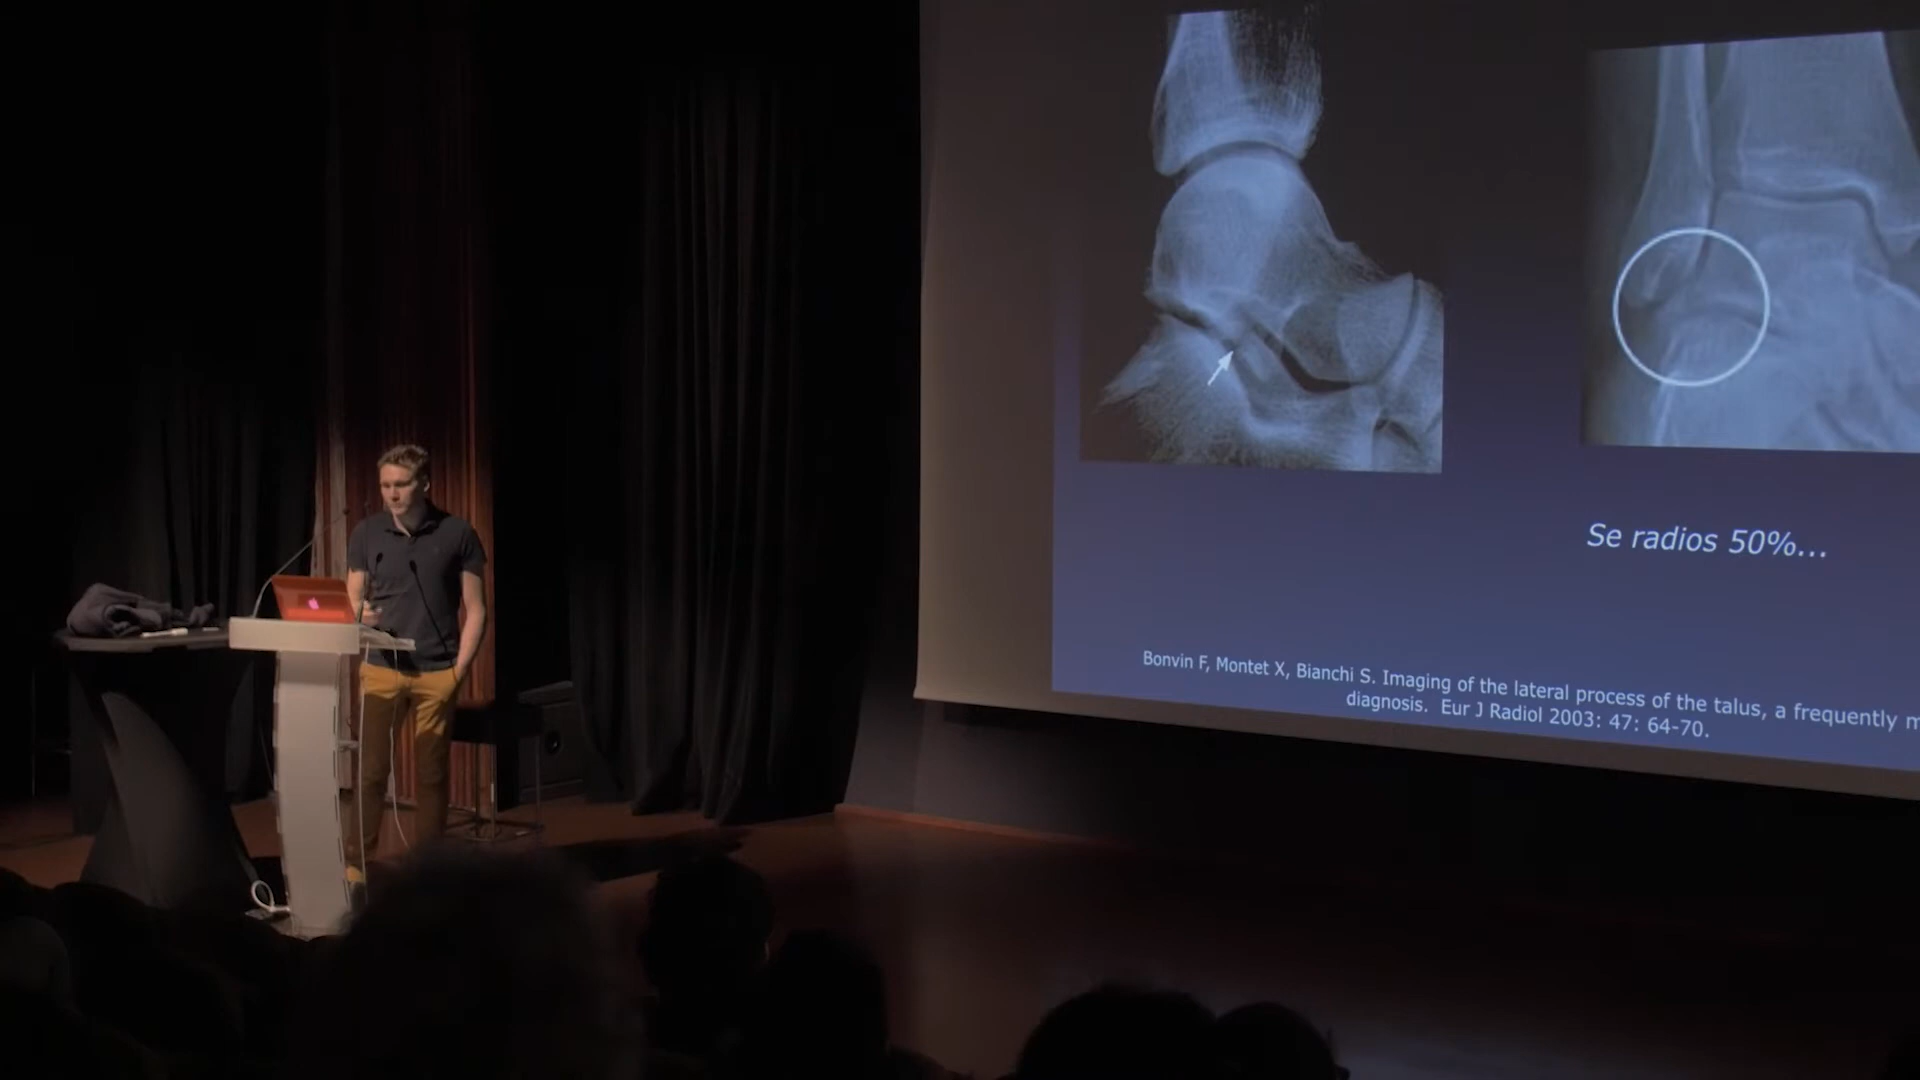 Se radios 50%...
Bonvin F, Montet X, Bianchi S. Imaging of the lateral process of the talus, a frequently
diagnosis. Eur J Radiol 2003: 47: 64-70.